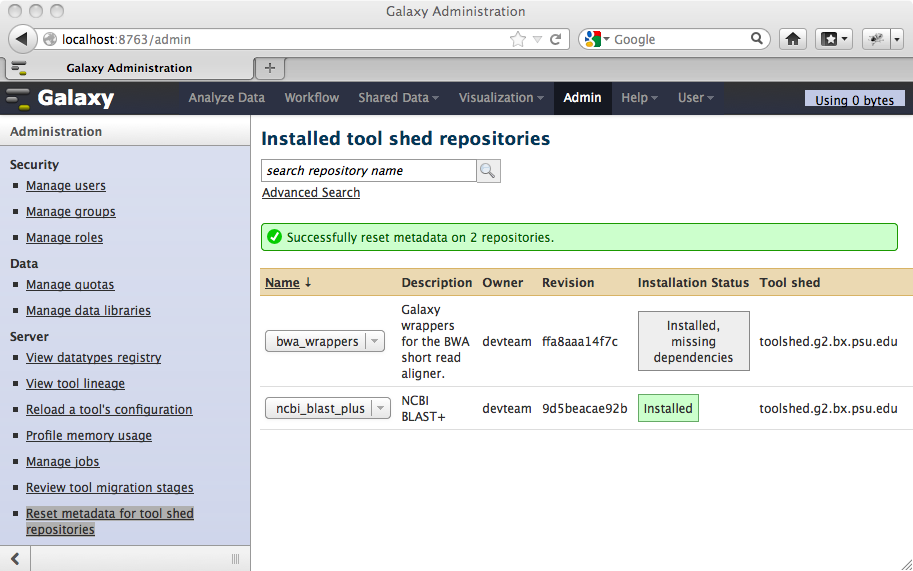 Galaxy Administration
localhost:8763/admin
Google
Galaxy Administration
Galaxy
Analyze Data
Workflow
Shared Data
Visualization
Admin
Help
User
Using 0 bytes
Administration
Security
Manage users
Manage groups
Manage roles
Data
Manage quotas
Manage data libraries
Server
View datatypes registry
View tool lineage
Reload a tool's configuration
Profile memory usage
Manage jobs
Review tool migration stages
Reset metadata for tool shed
repositories
Installed tool shed repositories
search repository name
Advanced Search
Successfully reset metadata on 2 repositories.
Name ↓
Description
Owner
Revision
Installation Status
Tool shed
bwa_wrappers
Galaxy
wrappers
for the BWA
short read
aligner.
devteam
ffa8aaa14f7c
Installed,
missing
dependencies
toolshed.g2.bx.psu.edu
ncbi_blast_plus
NCBI
BLAST+
devteam
9d5beacae92b
Installed
toolshed.g2.bx.psu.edu